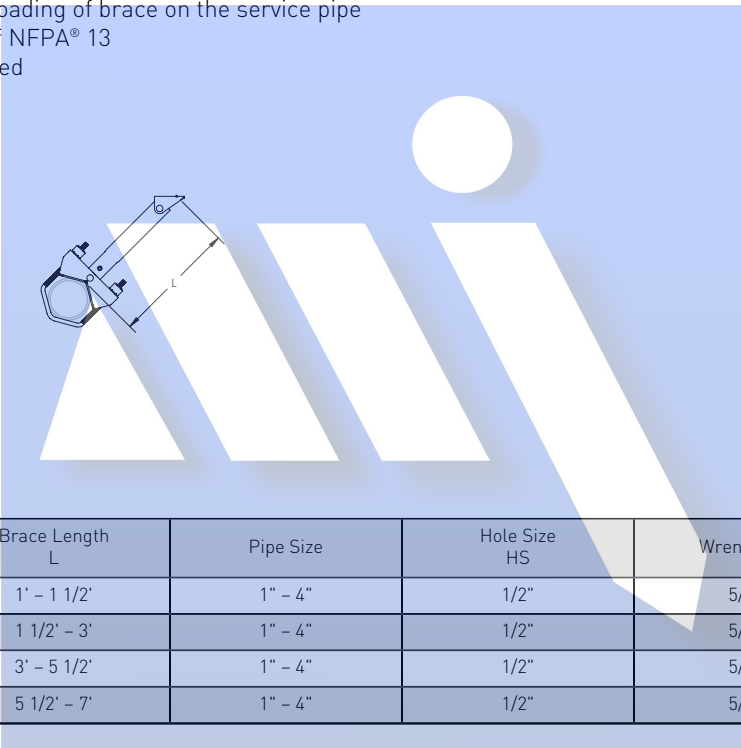 oading of brace on the service pipe
NFPA® 13
ed
L
Brace Length
L
Pipe Size
Hole Size
HS
Wren
1' – 1 1/2' 1" – 4" 1/2" 5/
1 1/2' – 3' 1" – 4" 1/2" 5/
3' – 5 1/2' 1" – 4" 1/2" 5/
5 1/2' – 7' 1" – 4" 1/2" 5/